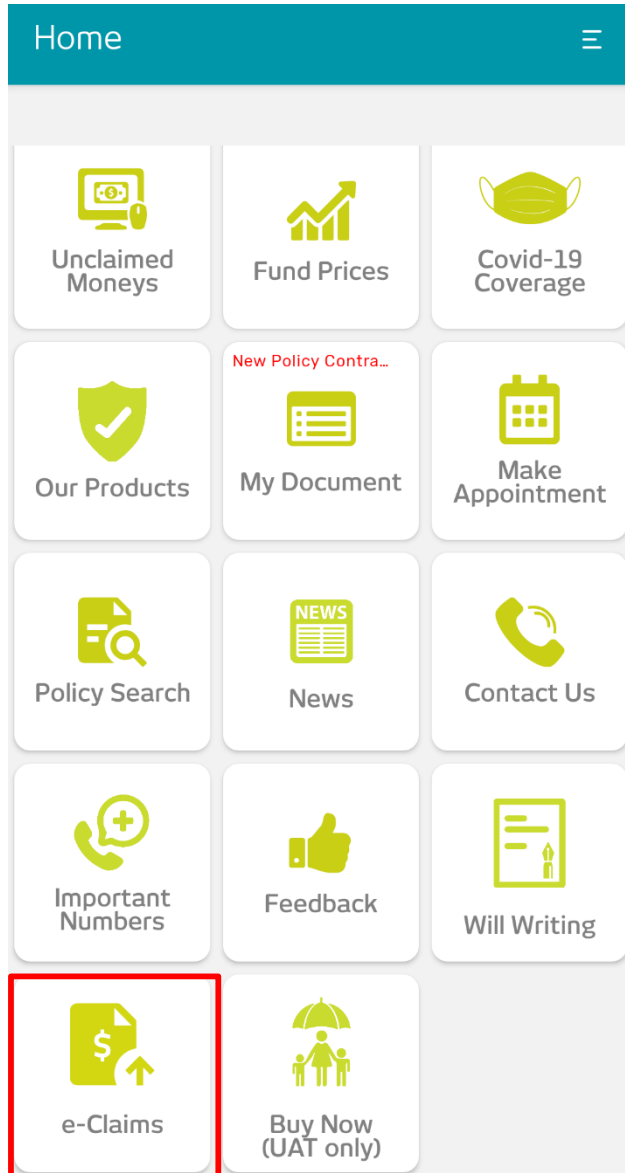 Home
Unclaimed
Moneys
Fund Prices
Covid-19
Coverage
Our Products
New Policy Contra...
My Document
Make
Appointment
Policy Search
NEWS
News
Contact Us
Important
Numbers
Feedback
Will Writing
$
e-Claims
Buy Now
(UAT only)